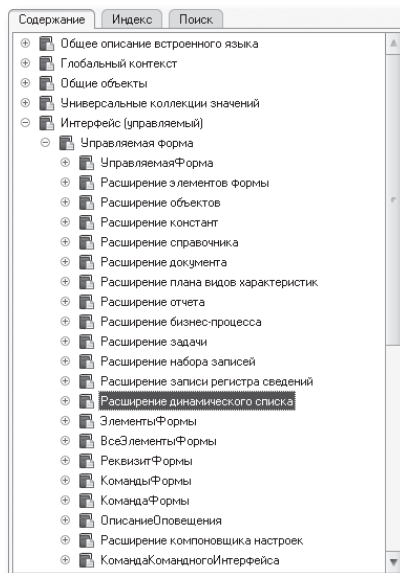 Содержание Индекс Поиск
Общее описание встроенного языка
Глобальный контекст
Общие объекты
Универсальные коллекции значений
Интерфейс (управляемый)
Управляемая форма
УправляемаяФорма
Расширение элементов формы
Расширение объектов
Расширение констант
Расширение справочника
Расширение документа
Расширение плана видов характеристик
Расширение отчета
Расширение бизнес-процесса
Расширение задачи
Расширение набора записей
Расширение записи регистра сведений
Расширение динамического списка
ЭлементыФормы
ВсеЭлементыФормы
РеквизитФормы
КомандыФормы
КомандаФормы
ОписаниеОповещения
Расширение компоновщика настроек
КомандаКомандногоИнтерфейса